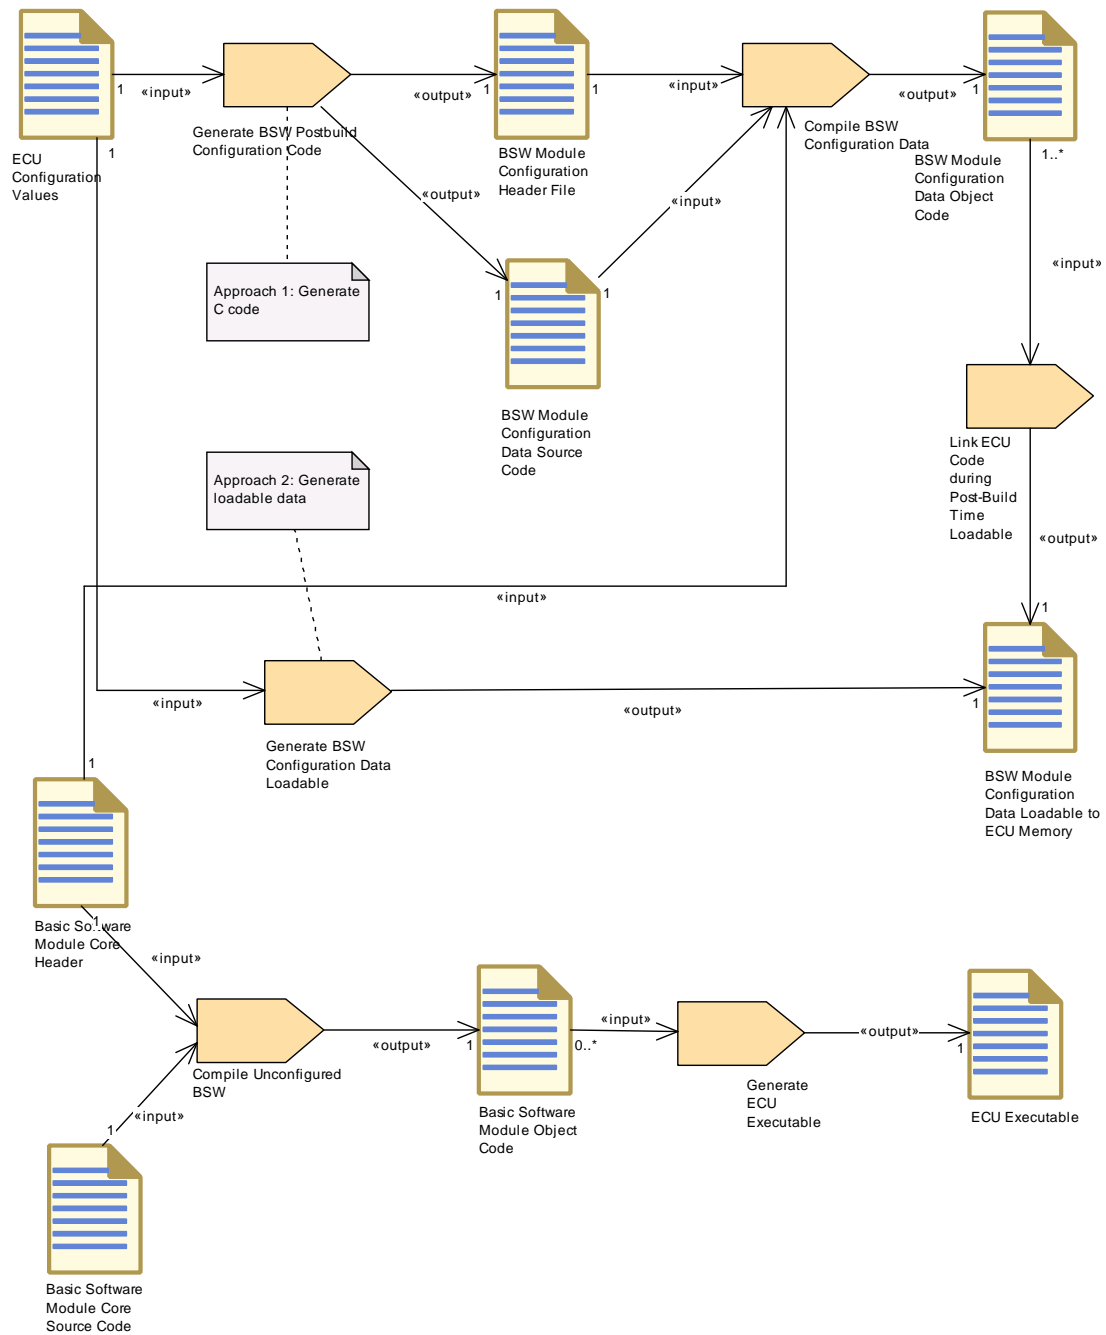 1
«input»
«output»
1
1
«input»
«output»
1
ECU
Configuration
Values
1
Generate BSW Postbuild
Configuration Code
BSW Module
Configuration
Header File
Compile BSW
Configuration Data
BSW Module
Configuration
Data Object
Code
1..*
«output»
«input»
«input»
Approach 1: Generate
C code
1
1
BSW Module
Configuration
Data Source
Code
Link ECU
Code
during
Post-Build
Time
Loadable
Approach 2: Generate
loadable data
«output»
«input»
1
«input»
«output»
1
Generate BSW
Configuration Data
Loadable
1
BSW Module
Configuration
Data Loadable to
ECU Memory
Basic Software
Module Core
Header
1
«input»
Compile Unconfigured
BSW
«output»
1
0..*
«input»
«output»
1
Generate
ECU
Executable
ECU Executable
Basic Software
Module Object
Code
«input»
1
Basic Software
Module Core
Source Code